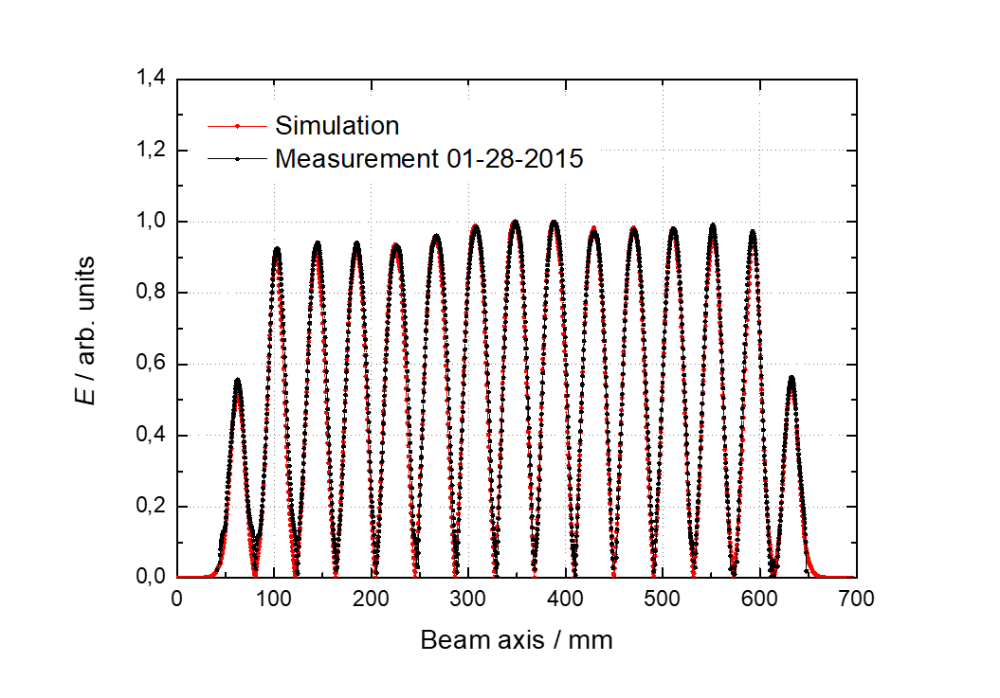 1,4
1,2
1,0
0,8
0,6
0,4
0,2
0,0
E / arb. units
Simulation
Measurement 01-28-2015
0 100 200 300 400 500 600 700
Beam axis / mm